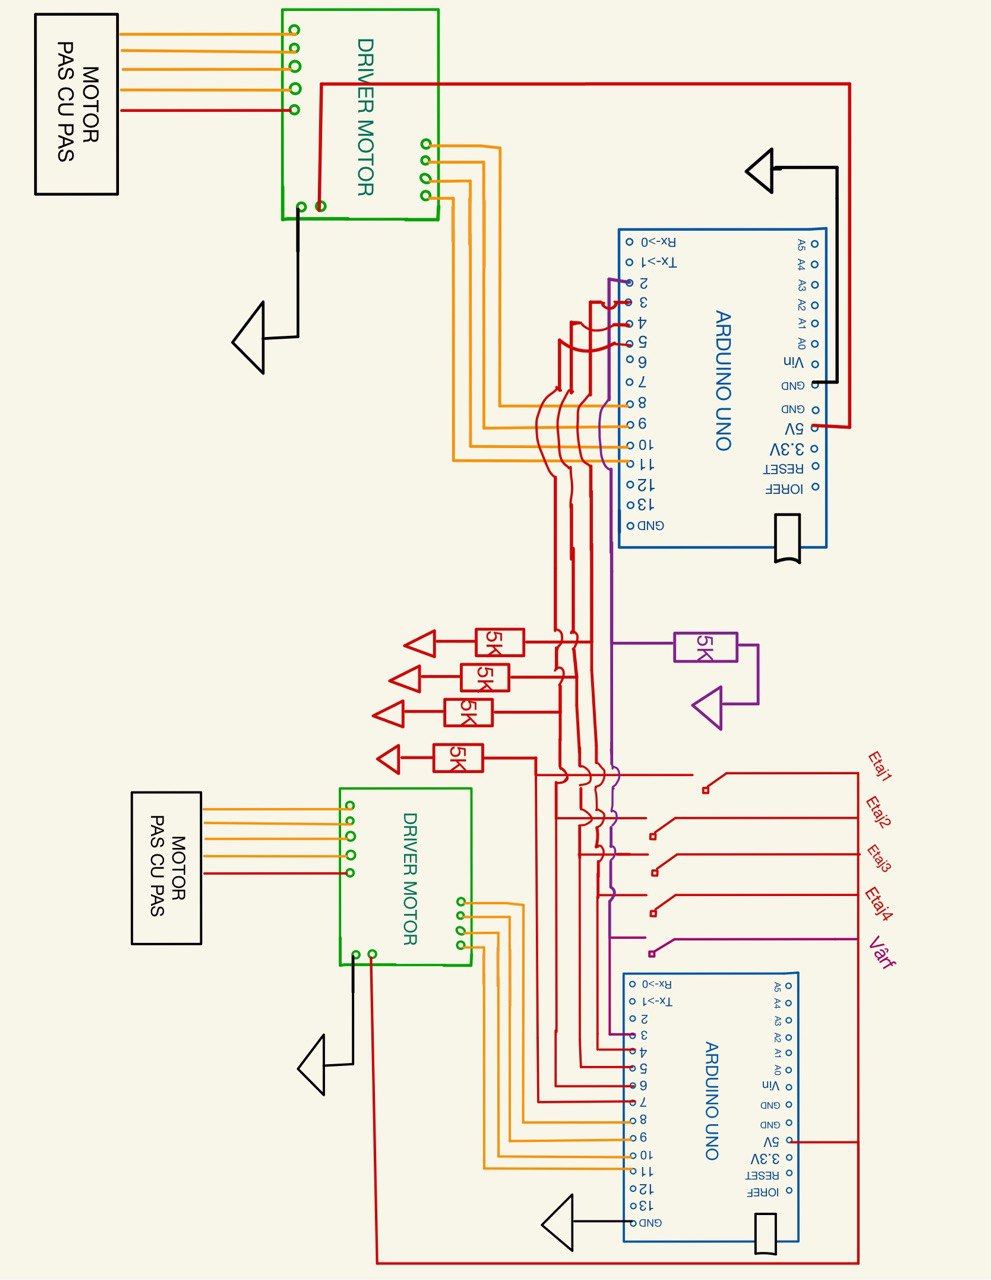 MOTOR
PAS CU PAS
DRIVER MOTOR
ARDUINO UNO
Rx->0
Tx->1
2
3
4
5
6
7
8
9
10
11
12
13
GND
A5
A4
A3
A2
A1
A0
Vin
GND
GND
5V
3.3V
RESET
IOREF
5K
5K
5K
5K
5K
Etaj1
Etaj2
Etaj3
Etaj4
Vârf
MOTOR
PAS CU PAS
DRIVER MOTOR
ARDUINO UNO
Rx->0
Tx->1
2
3
4
5
6
7
8
9
10
11
12
13
GND
A5
A4
A3
A2
A1
A0
Vin
GND
GND
5V
3.3V
RESET
IOREF